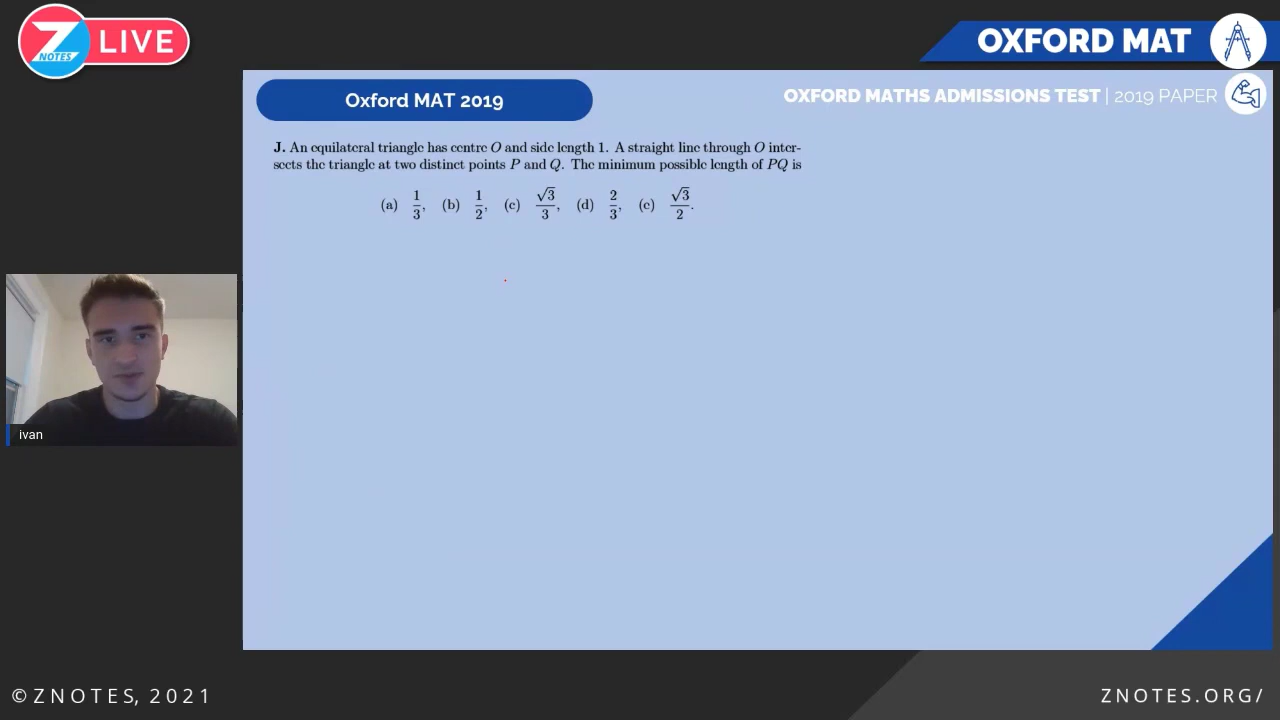 Z NOTES LIVE
OXFORD MAT
Oxford MAT 2019
OXFORD MATHS ADMISSIONS TEST | 2019 PAPER
J. An equilateral triangle has centre O and side length 1. A straight line through O inter-
sects the triangle at two distinct points P and Q. The minimum possible length of PQ is
(a) 1/3, (b) 1/2, (c) √3/3, (d) 2/3, (e) √3/2.
ivan
© ZNOTES, 2021
ZNOTES.ORG/